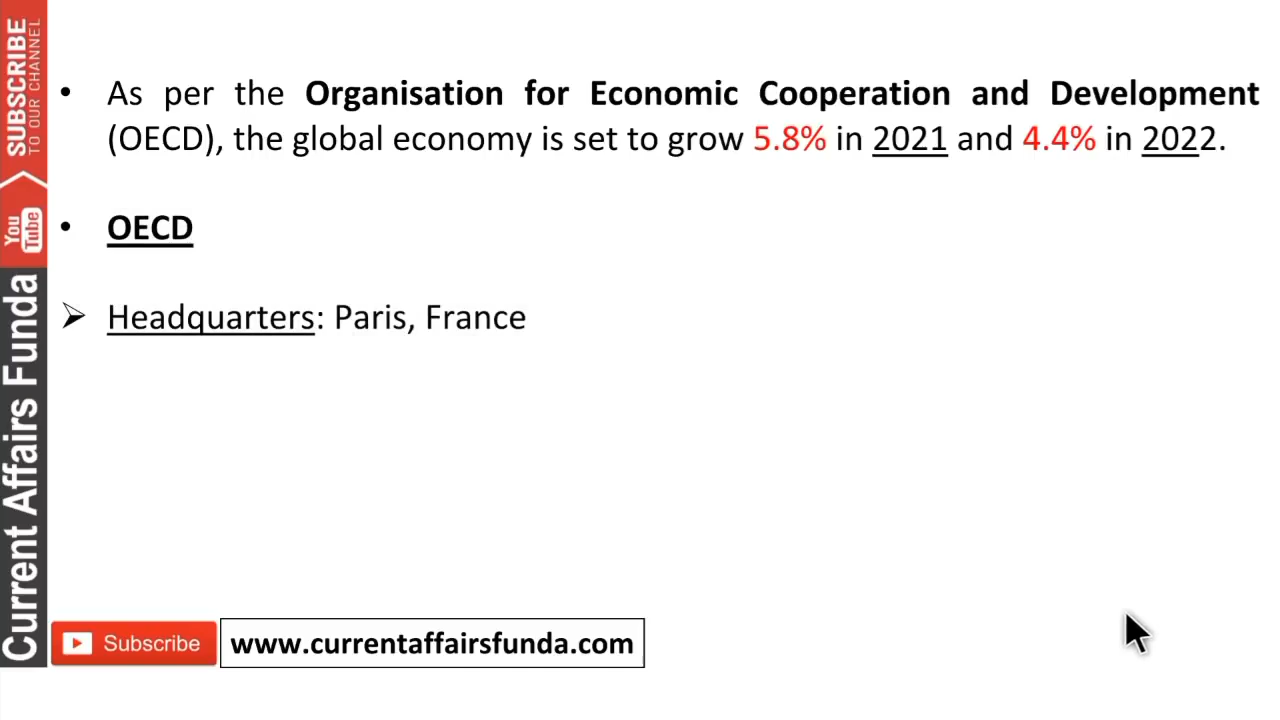 SUBSCRIBE
TO OUR CHANNEL
You
Tube
Current Affairs Funda
• As per the Organisation for Economic Cooperation and Development
(OECD), the global economy is set to grow 5.8% in 2021 and 4.4% in 2022.
• OECD
➢ Headquarters: Paris, France
Subscribe
www.currentaffairsfunda.com